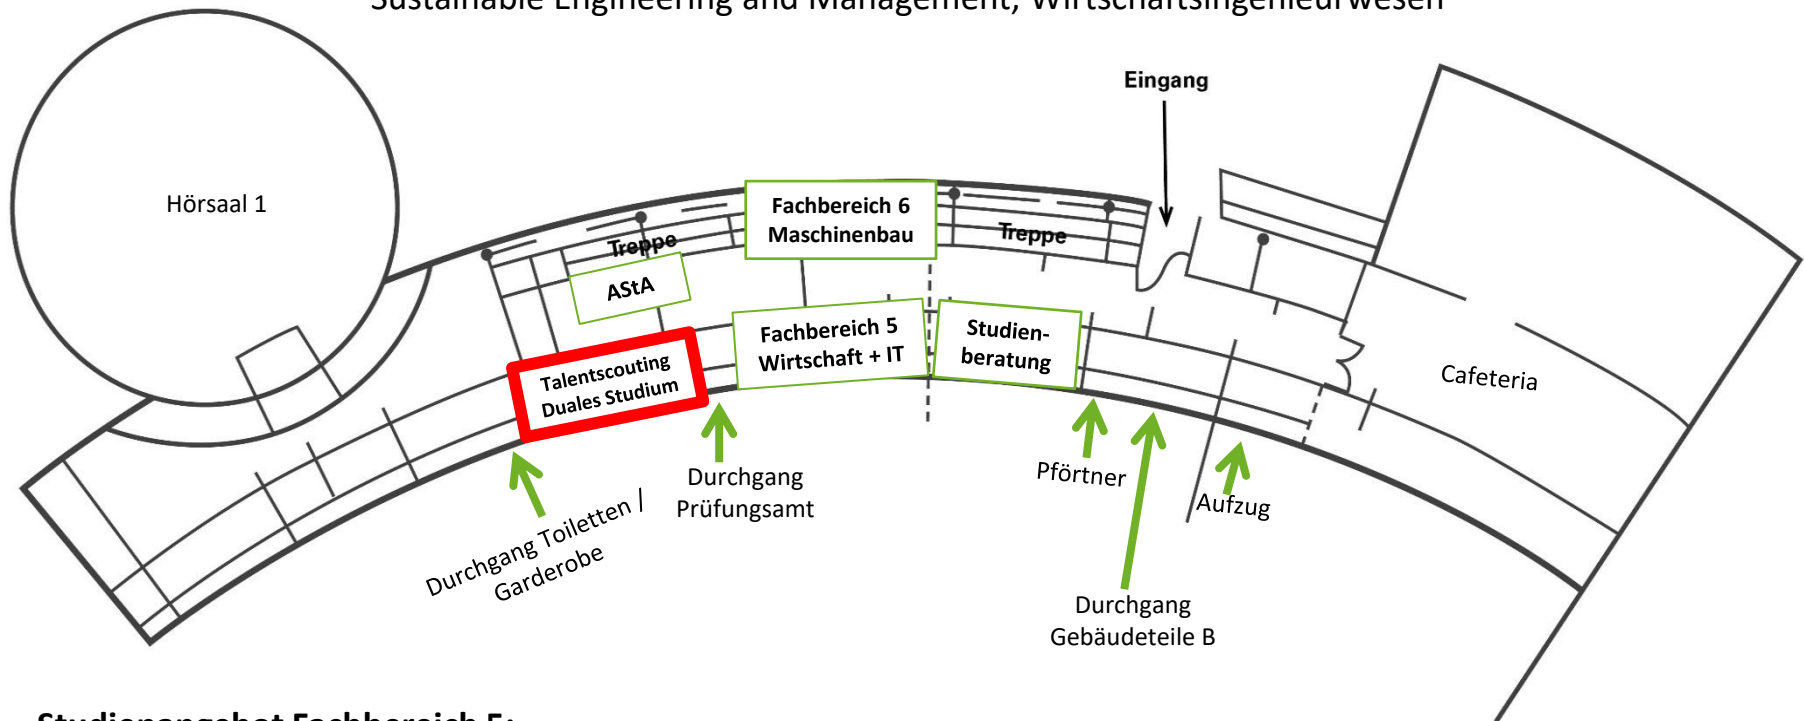 Sustainable Engineering and Management, Wirtschaftsingenieurwesen
Eingang
Hörsaal 1
Fachbereich 6
Maschinenbau
Treppe
Treppe
AStA
Fachbereich 5
Wirtschaft + IT
Studien-
beratung
Talentscouting
Duales Studium
Cafeteria
Durchgang
Prüfungsamt
Pförtner
Aufzug
Durchgang Toiletten /
Garderobe
Durchgang
Gebäudeteile B
Studienangebot Fachbereich 5: